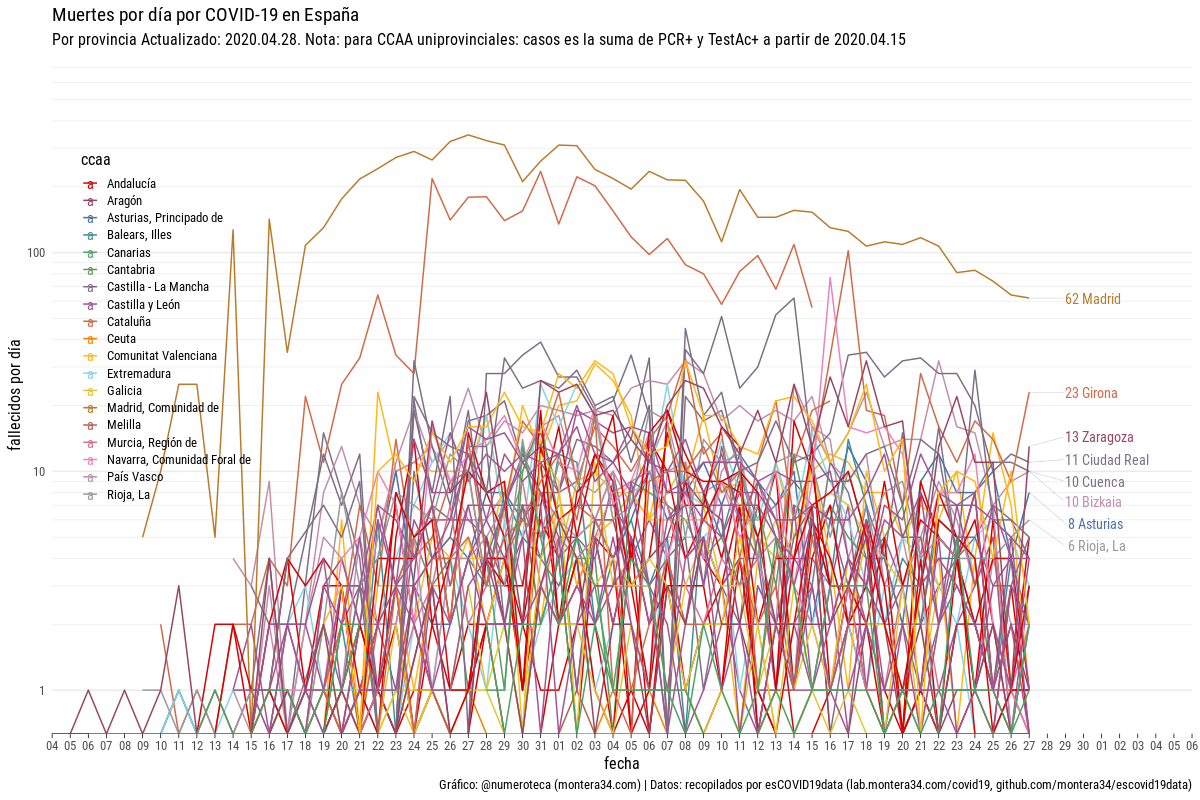 Muertes por día por COVID-19 en España
Por provincia Actualizado: 2020.04.28. Nota: para CCAA uniprovinciales: casos es la suma de PCR+ y TestAc+ a partir de 2020.04.15
ccaa
Andalucía
Aragón
Asturias, Principado de
Balears, Illes
Canarias
Cantabria
Castilla - La Mancha
Castilla y León
Cataluña
Ceuta
Comunitat Valenciana
Extremadura
Galicia
Madrid, Comunidad de
Melilla
Murcia, Región de
Navarra, Comunidad Foral de
País Vasco
Rioja, La
fallecidos por día
100
10
1
62 Madrid
23 Girona
13 Zaragoza
11 Ciudad Real
10 Cuenca
10 Bizkaia
8 Asturias
6 Rioja, La
04 05 06 07 08 09 10 11 12 13 14 15 16 17 18 19 20 21 22 23 24 25 26 27 28 29 30 31 01 02 03 04 05 06 07 08 09 10 11 12 13 14 15 16 17 18 19 20 21 22 23 24 25 26 27 28 29 30 01 02 03 04 05 06
fecha
Gráfico: @numeroteca (montera34.com) | Datos: recopilados por esCOVID19data (lab.montera34.com/covid19, github.com/montera34/escovid19data)